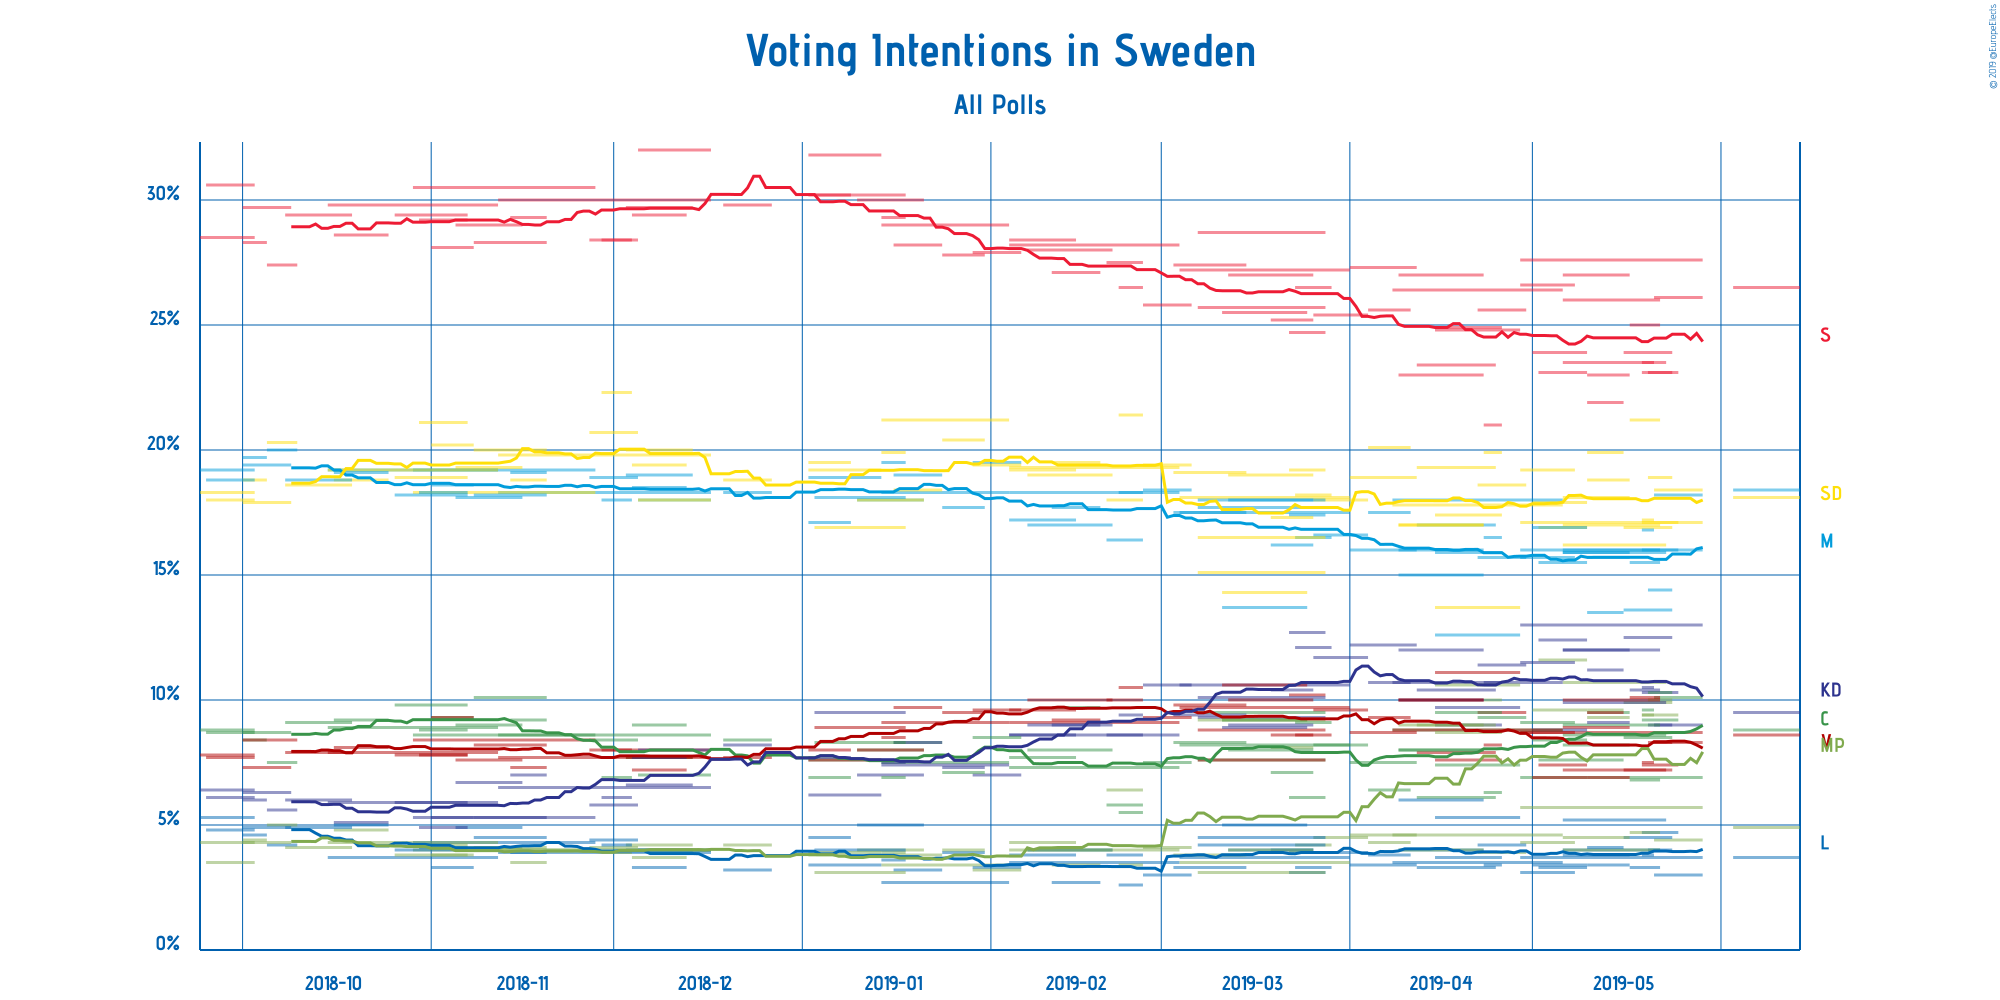 Voting Intentions in Sweden
All Polls
© 2019 @EuropeElects
30%
25%
20%
15%
10%
5%
0%
S
SD
M
KD
C
V
MP
L
2018-10 2018-11 2018-12 2019-01 2019-02 2019-03 2019-04 2019-05